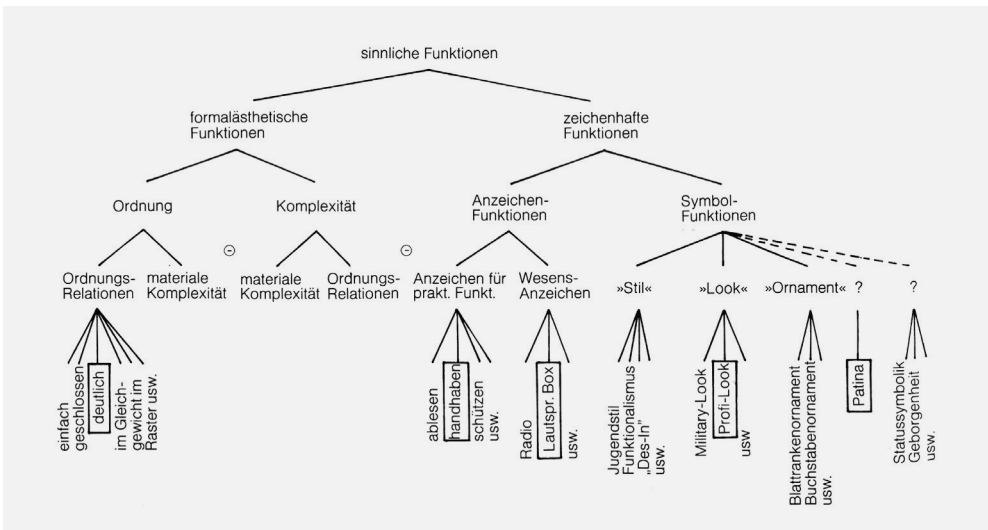 sinnliche Funktionen
formalästhetische
Funktionen
zeichenhafte
Funktionen
Ordnung
Komplexität
Anzeichen-
Funktionen
Symbol-
Funktionen
Ordnungs-
Relationen
materiale
Komplexität
materiale
Komplexität
Ordnungs-
Relationen
Anzeichen für
prakt. Funkt.
Wesens-
Anzeichen
»Stil«
»Look«
»Ornament«
?
?
einfach
geschlossen
deutlich
im Gleich-
gewicht im
Raster usw.
ablesen
handhaben
schützen
usw.
Radio
Lautspr. Box
usw.
Jugendstil
Funktionalismus
„Des-In”
usw.
Military-Look
Profi-Look
usw
Blattrankenornament
Buchstabenornament
usw.
Patina
Statussymbolik
Geborgenheit
usw.